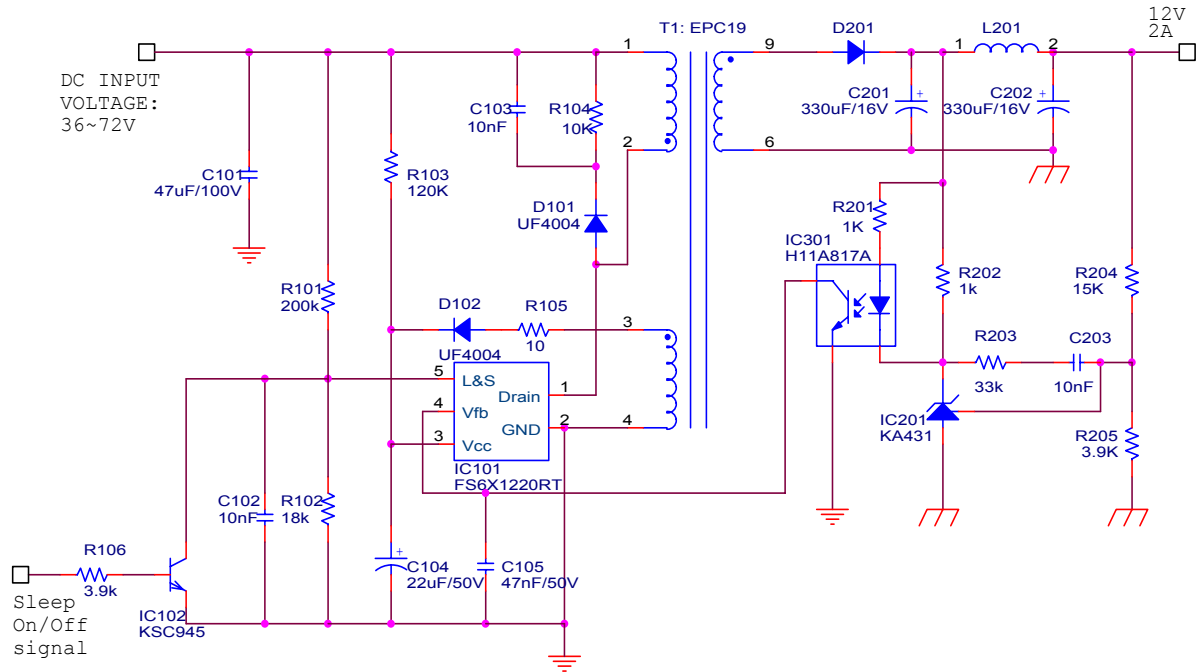 12V
2A
T1: EPC19
D201
L201
1
9
1
2
DC INPUT
VOLTAGE:
36~72V
C103
10nF
R104
10K
C201
330uF/16V
+
C202
330uF/16V
+
2
6
C101
47uF/100V
R103
120K
D101
UF4004
R201
1K
IC301
H11A817A
R101
200k
R202
1k
R204
15K
D102
UF4004
R105
10
3
R203
33k
C203
10nF
5
L&S
4
Vfb
3
Vcc
Drain
1
GND
2
4
IC101
FS6X1220RT
IC201
KA431
R205
3.9K
C102
10nF
R102
18k
R106
3.9k
+
C104
22uF/50V
C105
47nF/50V
Sleep
On/Off
signal
IC102
KSC945